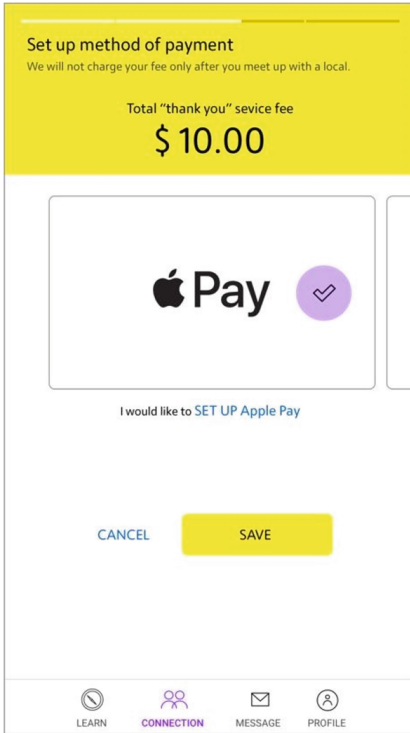 Set up method of payment
We will not charge your fee only after you meet up with a local.
Total “thank you” sevice fee
$ 10.00
Pay
I would like to SET UP Apple Pay
CANCEL
SAVE
LEARN
CONNECTION
MESSAGE
PROFILE